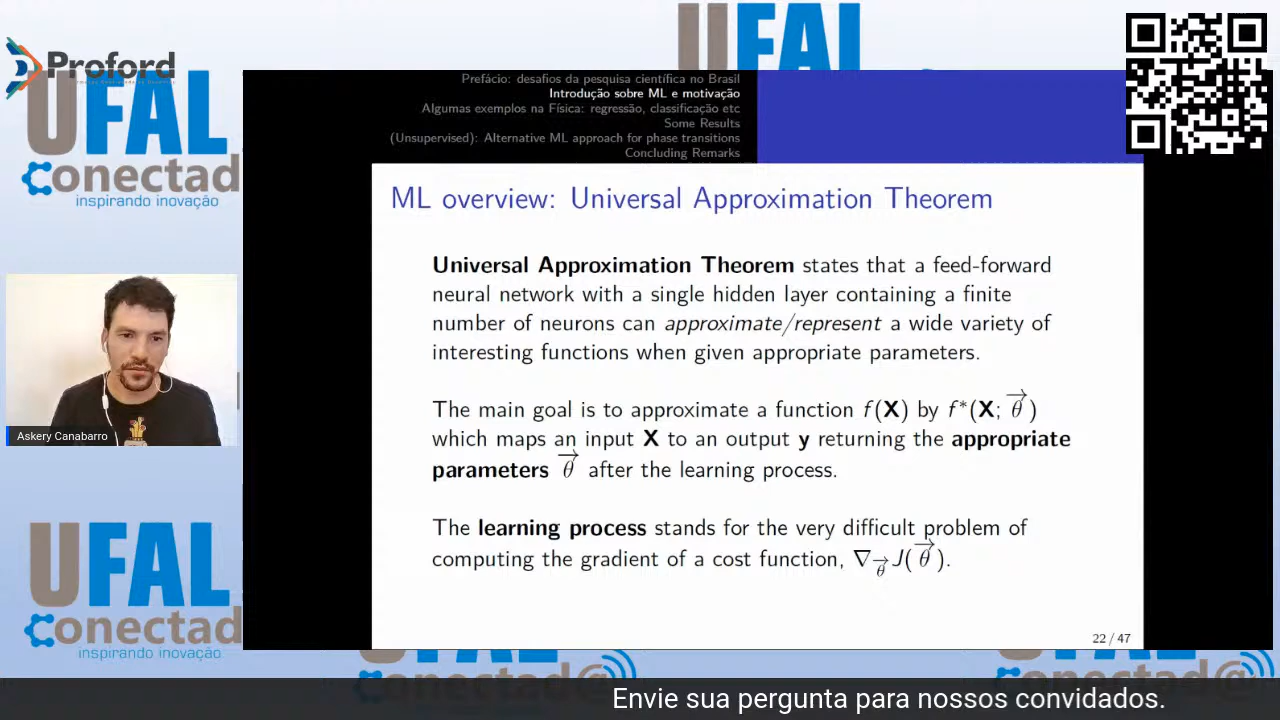 UFAL
Proford
UFAL
Conectad
inspirando inovação
Prefácio: desafios da pesquisa científica no Brasil
Introdução sobre ML e motivação
Algumas exemplos na Física: regressão, classificação etc
Some Results
(Unsupervised): Alternative ML approach for phase transitions
Concluding Remarks
ML overview: Universal Approximation Theorem
Universal Approximation Theorem states that a feed-forward
neural network with a single hidden layer containing a finite
number of neurons can approximate/represent a wide variety of
interesting functions when given appropriate parameters.
The main goal is to approximate a function f(X) by f*(X; θ⃗)
which maps an input X to an output y returning the appropriate
parameters θ⃗ after the learning process.
The learning process stands for the very difficult problem of
computing the gradient of a cost function, ∇θ⃗ J(θ⃗).
22 / 47
Askery Canabarro
UFAL
Conectad
inspirando inovação
Conectad@
Conectad@
Envie sua pergunta para nossos convidados.